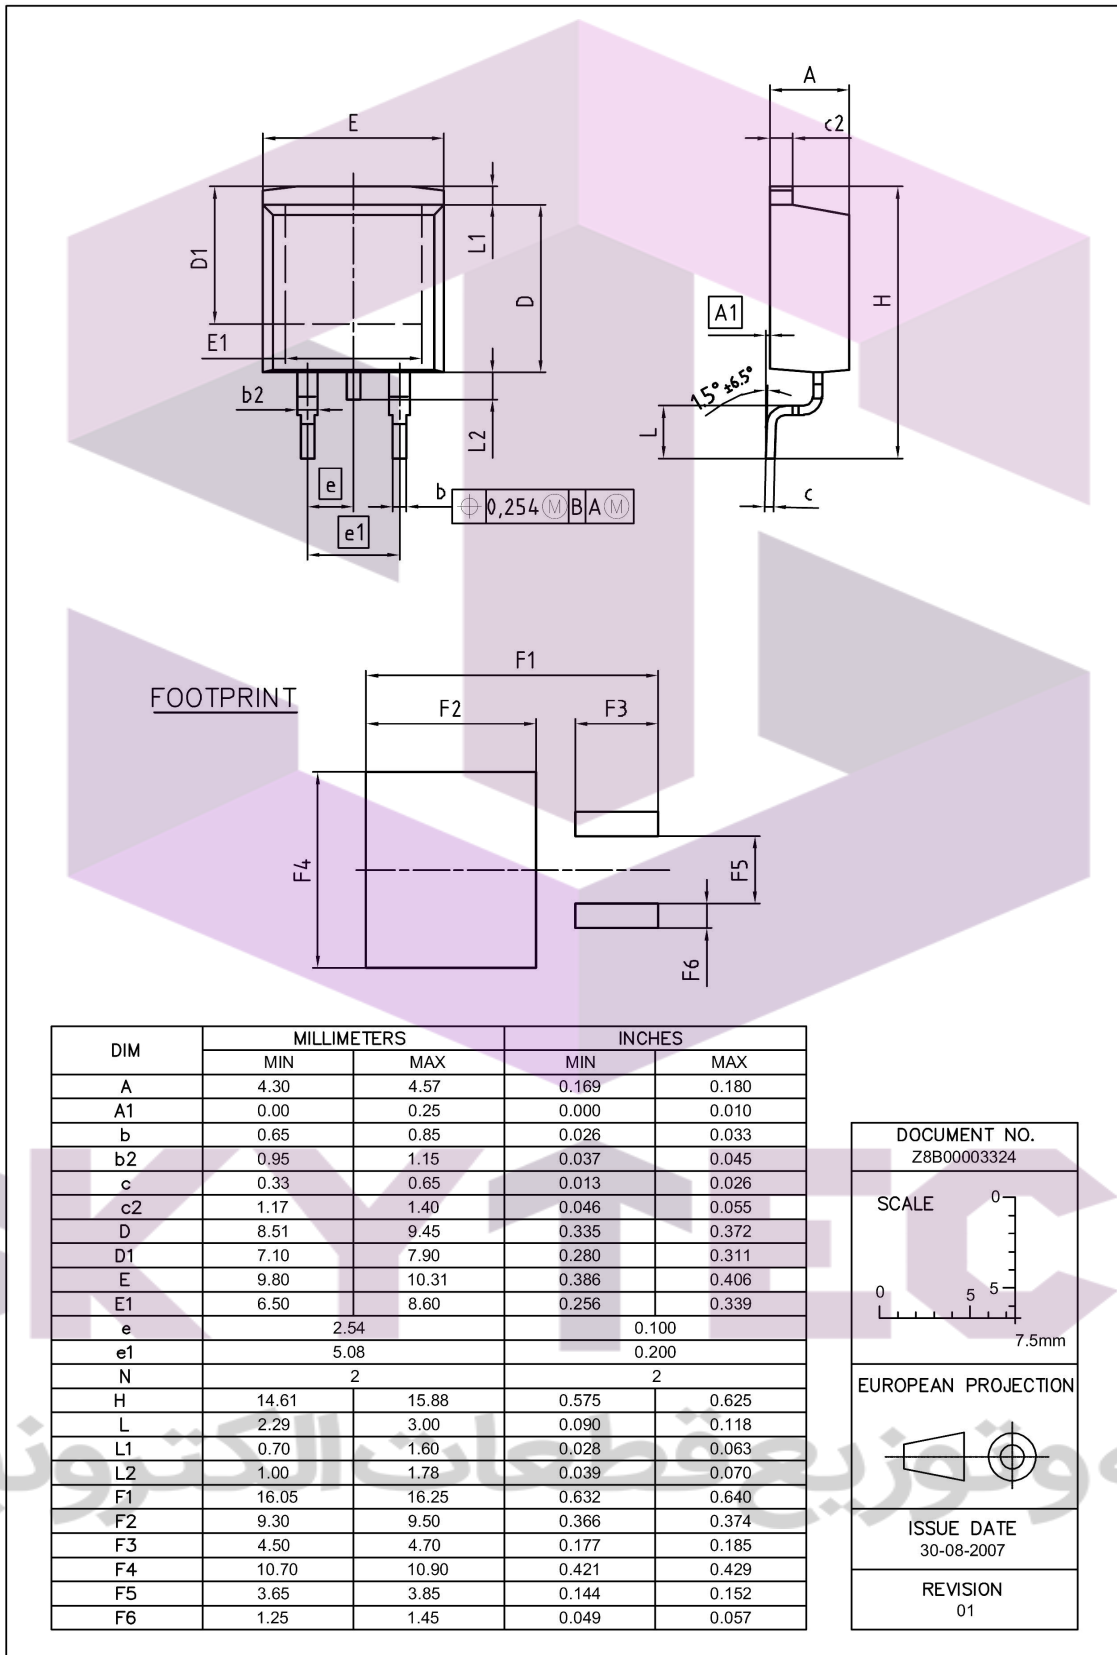 E
A
c2
D1
L1
D
H
A1
E1
b2
L2
1.5° ±6.5°
L
e
b
0,254 Ⓜ B A Ⓜ
c
e1
FOOTPRINT
F1
F2 F3
F4
F5
F6
DIM MILLIMETERS INCHES
MIN MAX MIN MAX
A 4.30 4.57 0.169 0.180
A1 0.00 0.25 0.000 0.010
b 0.65 0.85 0.026 0.033
b2 0.95 1.15 0.037 0.045
c 0.33 0.65 0.013 0.026
c2 1.17 1.40 0.046 0.055
D 8.51 9.45 0.335 0.372
D1 7.10 7.90 0.280 0.311
E 9.80 10.31 0.386 0.406
E1 6.50 8.60 0.256 0.339
e 2.54 0.100
e1 5.08 0.200
N 2 2
H 14.61 15.88 0.575 0.625
L 2.29 3.00 0.090 0.118
L1 0.70 1.60 0.028 0.063
L2 1.00 1.78 0.039 0.070
F1 16.05 16.25 0.632 0.640
F2 9.30 9.50 0.366 0.374
F3 4.50 4.70 0.177 0.185
F4 10.70 10.90 0.421 0.429
F5 3.65 3.85 0.144 0.152
F6 1.25 1.45 0.049 0.057
DOCUMENT NO.
Z8B00003324
SCALE
0
5
0 5
7.5mm
EUROPEAN PROJECTION
ISSUE DATE
30-08-2007
REVISION
01
KYTEC
وتوزیع قطعات